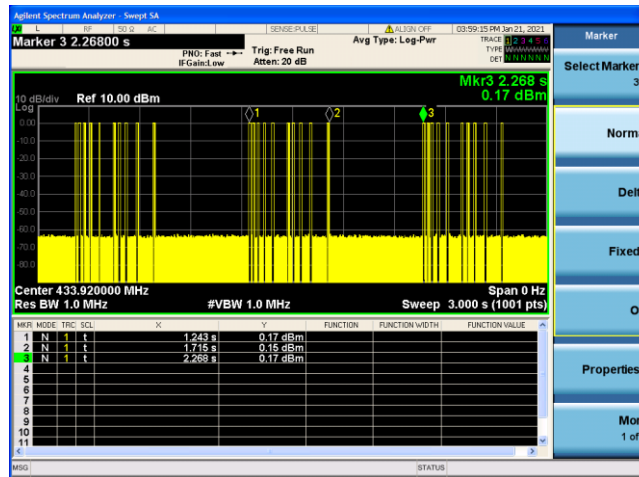 Agilent Spectrum Analyzer - Swept SA
L RF 50 Ω AC SENSE:PULSE ALIGN OFF 03:59:15 PM Jan 21, 2021
Marker 3 2.26800 s
PNO: Fast
IFGain:Low
Trig: Free Run
Atten: 20 dB
Avg Type: Log-Pwr
TRACE 1 2 3 4 5 6
TYPE
DET N N N N N N
Mkr3 2.268 s
0.17 dBm
10 dB/div Ref 10.00 dBm
Log
0.00
-10.0
-20.0
-30.0
-40.0
-50.0
-60.0
-70.0
-80.0
1
2
3
Center 433.920000 MHz Span 0 Hz
Res BW 1.0 MHz #VBW 1.0 MHz Sweep 3.000 s (1001 pts)
MKR MODE TRC SCL X Y FUNCTION FUNCTION WIDTH FUNCTION VALUE
1 N 1 t 1.243 s 0.17 dBm
2 N 1 t 1.715 s 0.15 dBm
3 N 1 t 2.268 s 0.17 dBm
4
5
6
7
8
9
10
11
MSG STATUS
Marker
Select Marker
3
Norm
Delt
Fixed
O
Properties
Mor
1 of